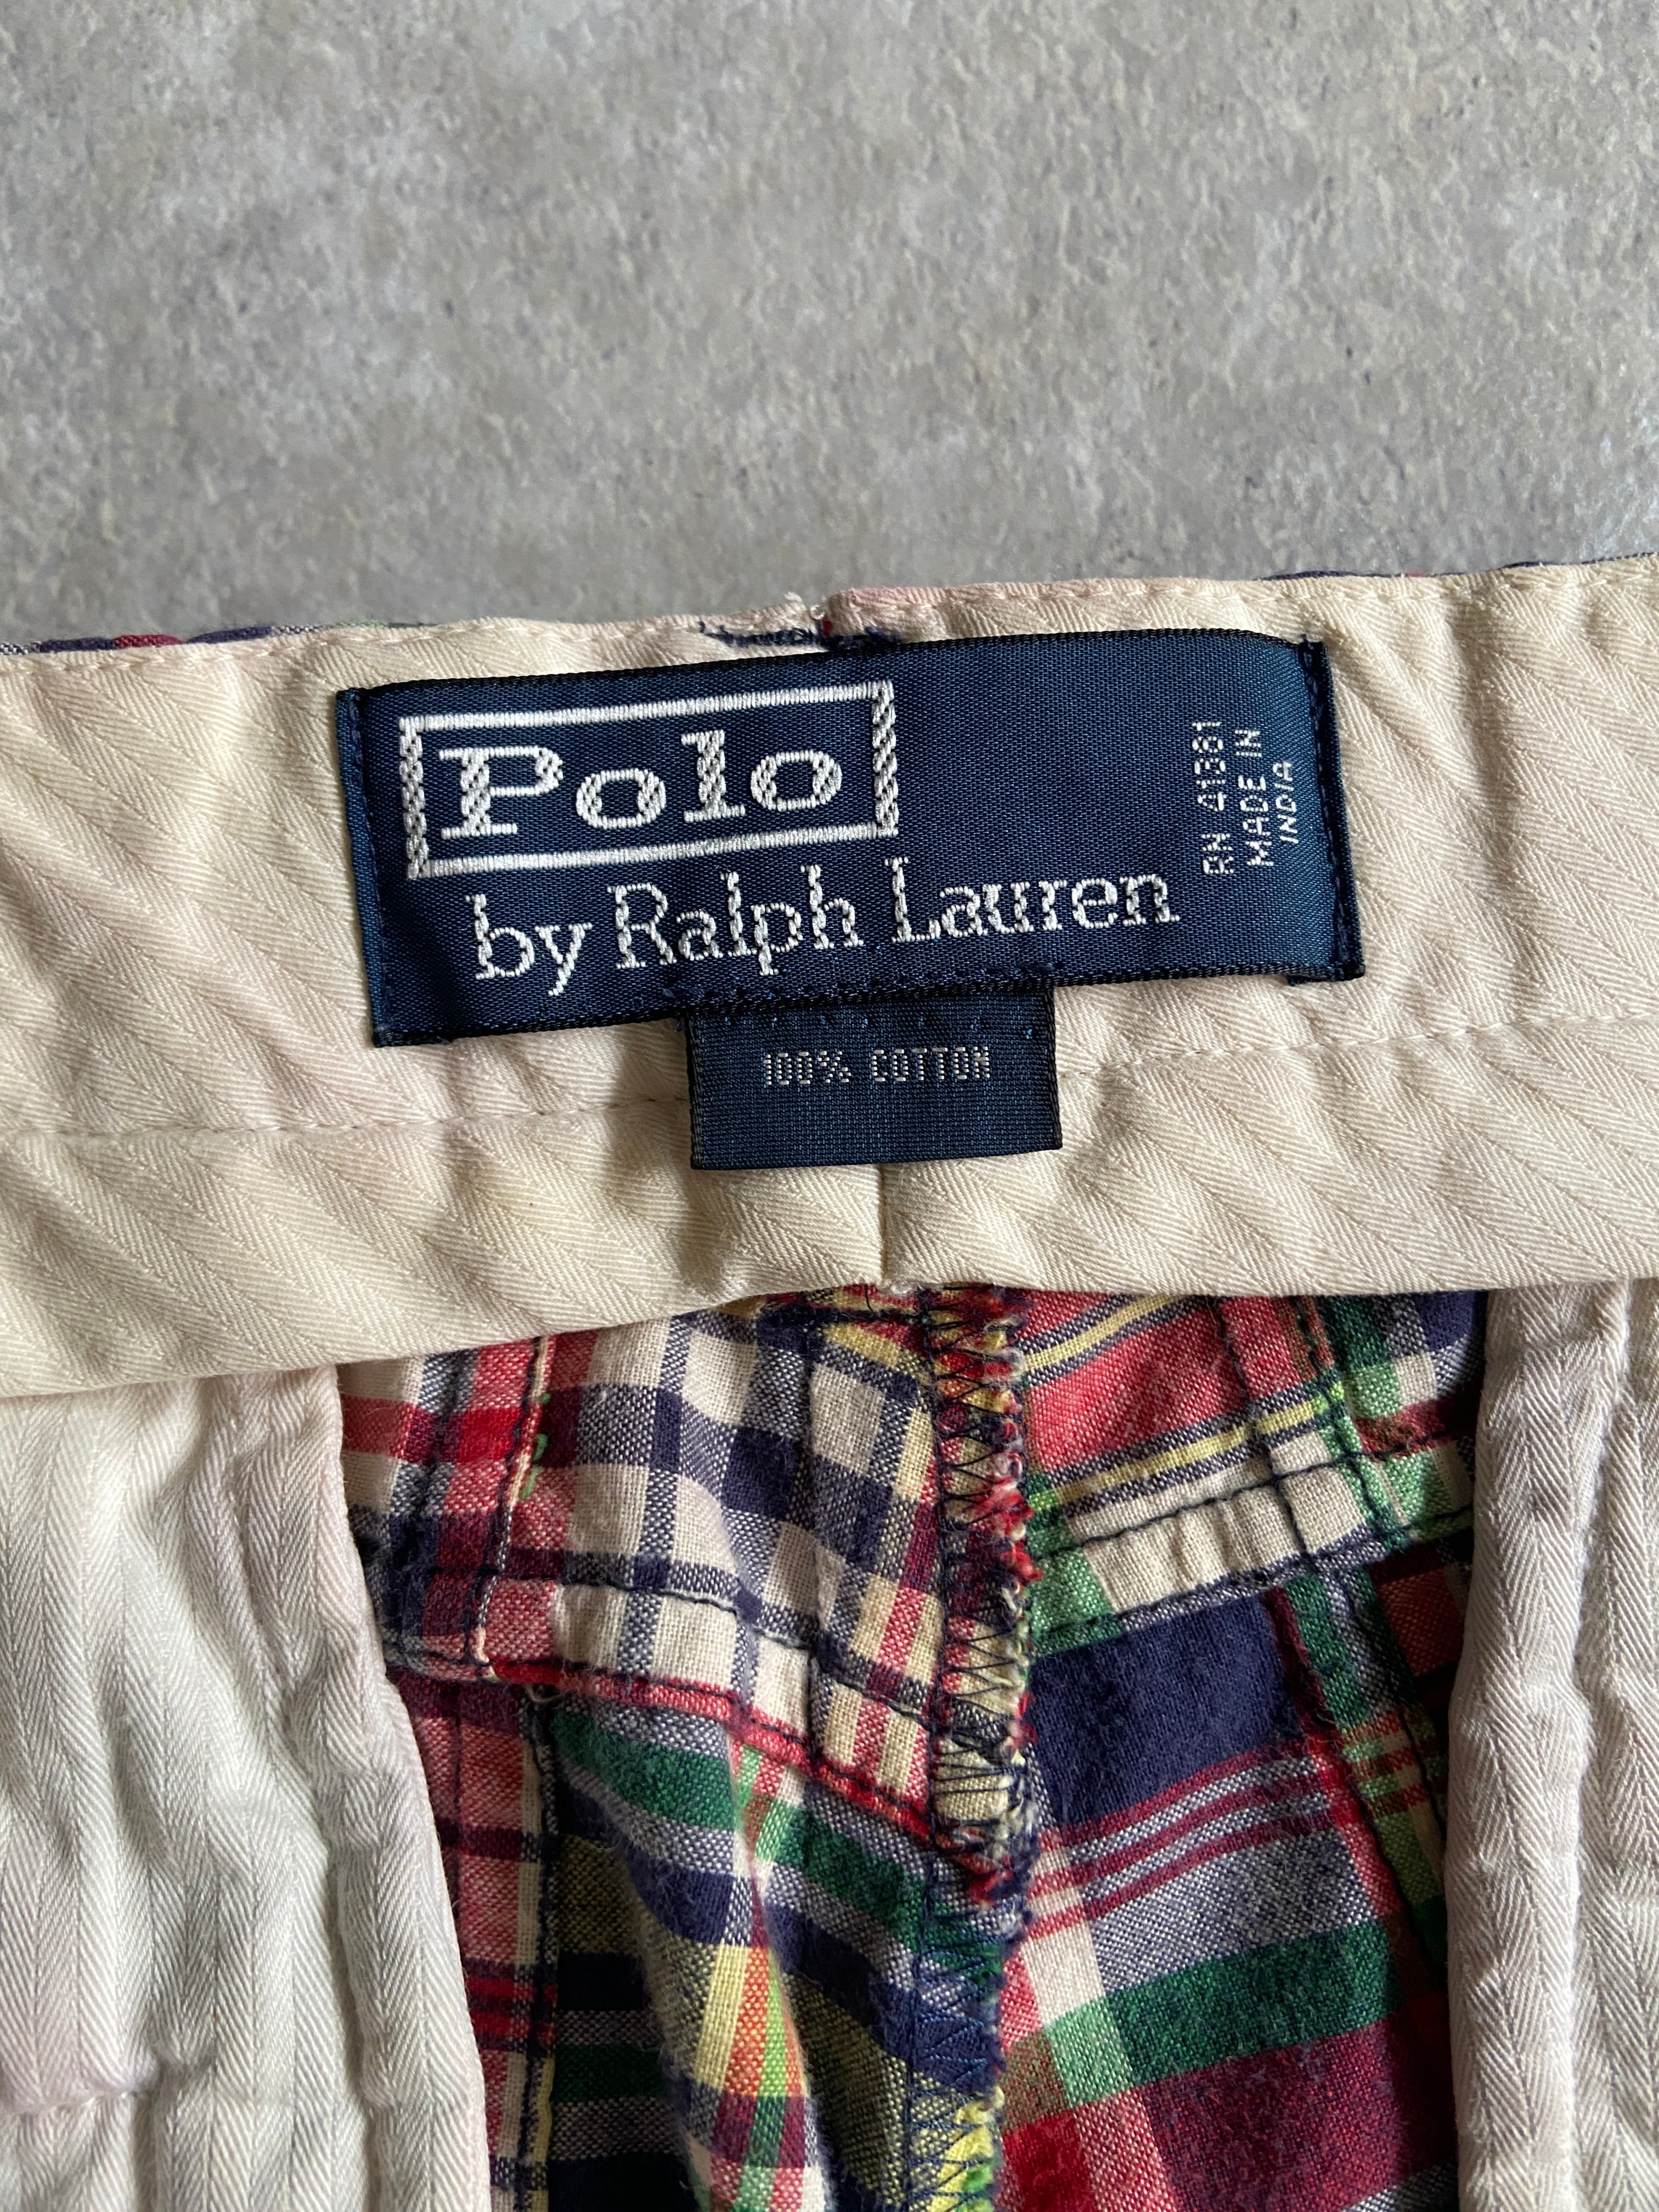 Polo
by Ralph Lauren
RN 41381
MADE IN
INDIA
100% COTTON